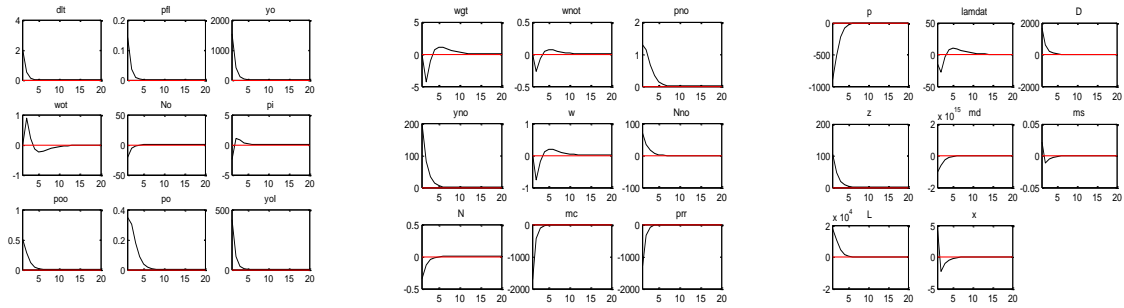 dlt pfl yo
4 0.2 2000
2 0.1 1000
0 0 0
5 10 15 20 5 10 15 20 5 10 15 20
wot No pi
1 50 5
0 0 0
-1 -50 -5
5 10 15 20 5 10 15 20 5 10 15 20
poo po yol
1 0.4 500
0.5 0.2
0 0 0
5 10 15 20 5 10 15 20 5 10 15 20
wgt wnot pno
5 0.5 2
0 0 1
-5 -0.5 0
5 10 15 20 5 10 15 20 5 10 15 20
yno w Nno
200 1 100
100 0 0
0 -1 -100
5 10 15 20 5 10 15 20 5 10 15 20
N mc prr
0.5 0 0
0 -1000 -1000
-0.5 -2000 -2000
5 10 15 20 5 10 15 20 5 10 15 20
p lamdat D
0 50 2000
-500 0 0
-1000 -50 -2000
5 10 15 20 5 10 15 20 5 10 15 20
z x 10^15 md ms
200 2 0.05
100 0 0
0 -2 -0.05
5 10 15 20 5 10 15 20 5 10 15 20
x 10^4 L x
2 5
0 0
-2 -5
5 10 15 20 5 10 15 20